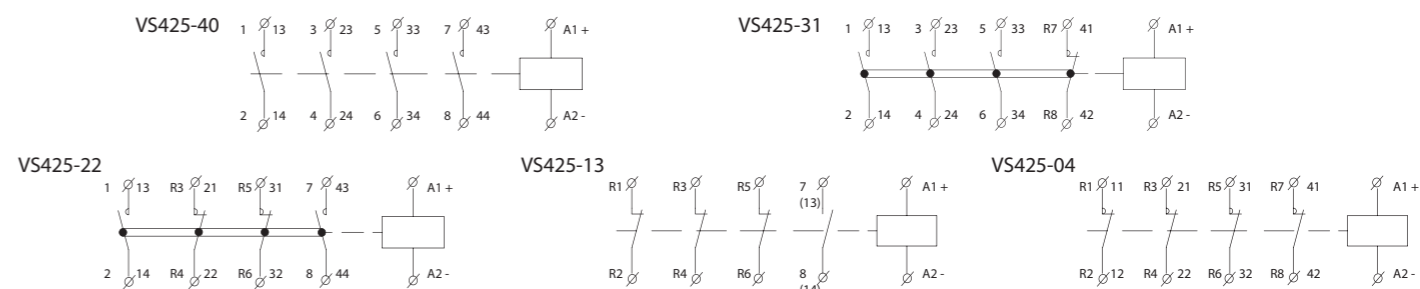 VS425-40
1 13 3 23 5 33 7 43 A1 +
2 14 4 24 6 34 8 44 A2 -
VS425-31
1 13 3 23 5 33 R7 41 A1 +
2 14 4 24 6 34 R8 42 A2 -
VS425-22
1 13 R3 21 R5 31 7 43 A1 +
2 14 R4 22 R6 32 8 44 A2 -
VS425-13
R1 R3 R5 7 A1 +
(13)
R2 R4 R6 8 A2 -
(14)
VS425-04
R1 11 R3 21 R5 31 R7 41 A1 +
R2 12 R4 22 R6 32 R8 42 A2 -